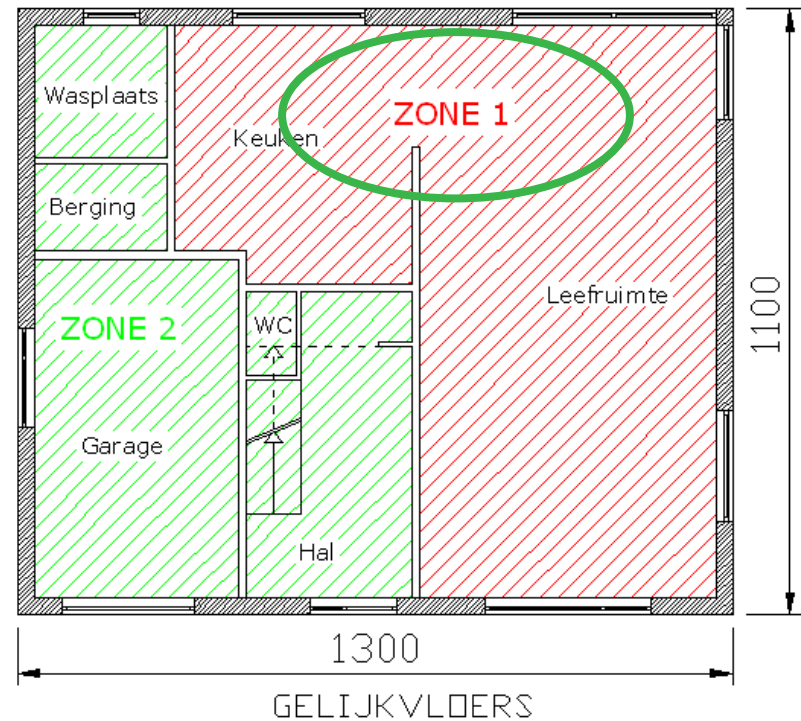 Wasplaats
ZONE 1
Keuken
Berging
Leefruimte
ZONE 2
WC
1100
Garage
Hal
1300
GELIJKVLOERS